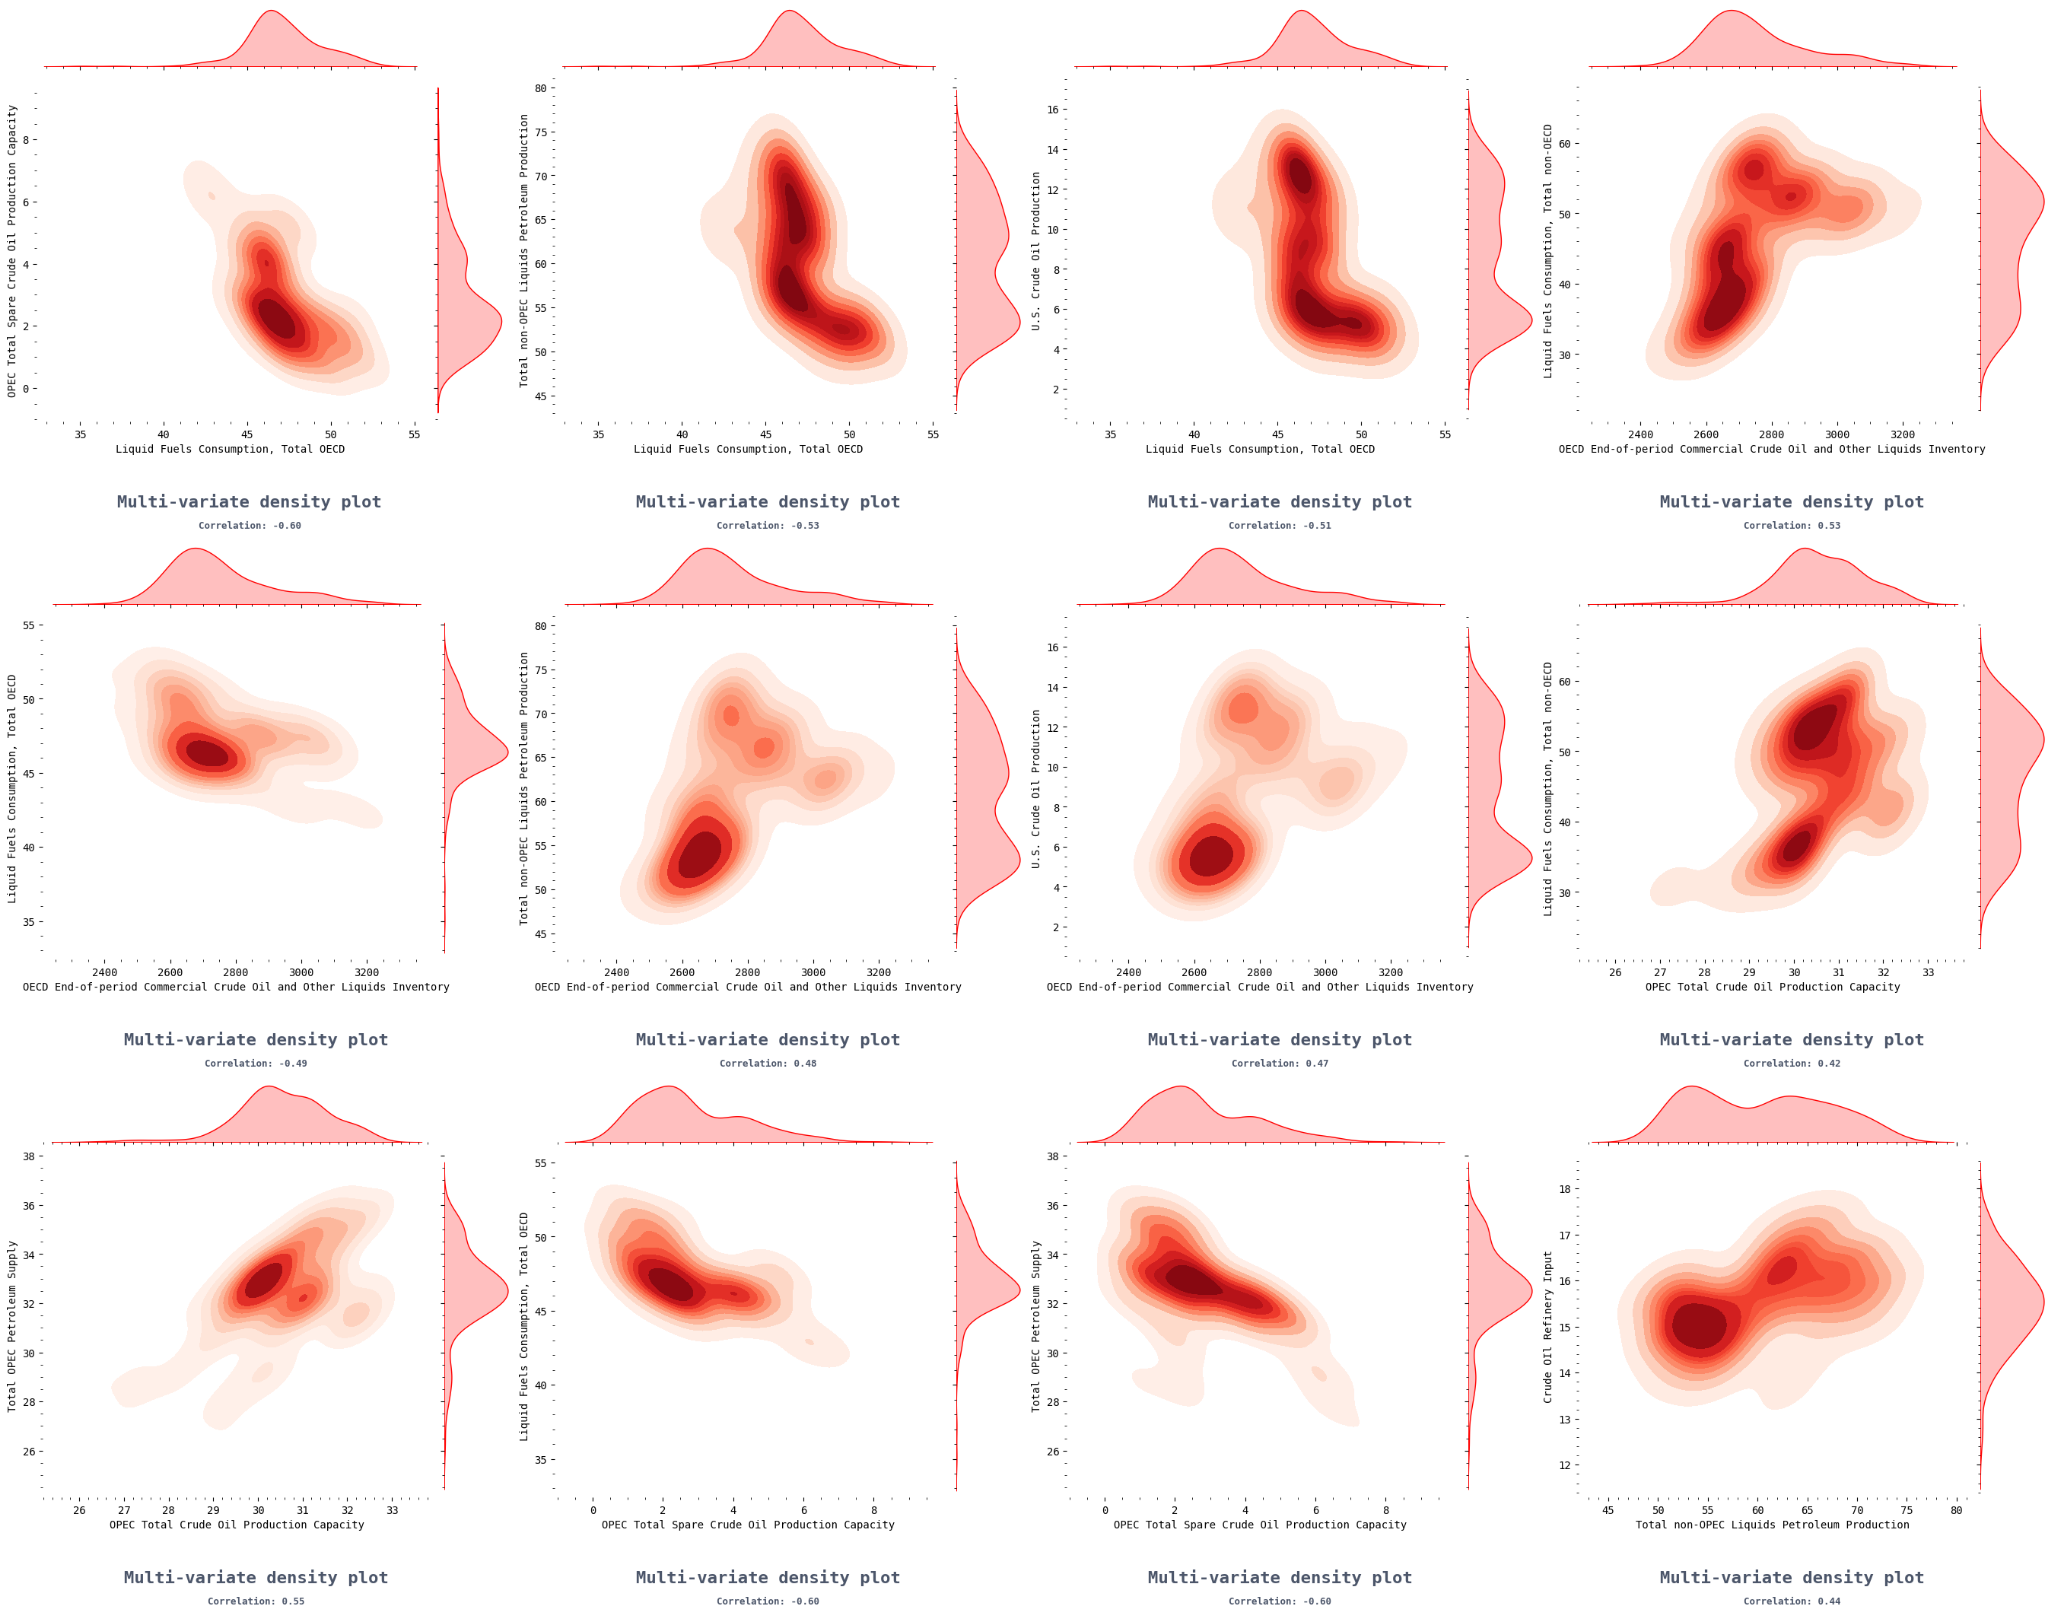 OPEC Total Spare Crude Oil Production Capacity
8
6
4
2
0
35 40 45 50 55
Liquid Fuels Consumption, Total OECD
Multi-variate density plot
Correlation: -0.60
Total non-OPEC Liquids Petroleum Production
80
75
70
65
60
55
50
45
35 40 45 50 55
Liquid Fuels Consumption, Total OECD
Multi-variate density plot
Correlation: -0.53
U.S. Crude Oil Production
16
14
12
10
8
6
4
2
35 40 45 50 55
Liquid Fuels Consumption, Total OECD
Multi-variate density plot
Correlation: -0.51
Liquid Fuels Consumption, Total non-OECD
60
50
40
30
2400 2600 2800 3000 3200
OECD End-of-period Commercial Crude Oil and Other Liquids Inventory
Multi-variate density plot
Correlation: 0.53
Liquid Fuels Consumption, Total OECD
55
50
45
40
35
2400 2600 2800 3000 3200
OECD End-of-period Commercial Crude Oil and Other Liquids Inventory
Multi-variate density plot
Correlation: -0.49
Total non-OPEC Liquids Petroleum Production
80
75
70
65
60
55
50
45
2400 2600 2800 3000 3200
OECD End-of-period Commercial Crude Oil and Other Liquids Inventory
Multi-variate density plot
Correlation: 0.48
U.S. Crude Oil Production
16
14
12
10
8
6
4
2
2400 2600 2800 3000 3200
OECD End-of-period Commercial Crude Oil and Other Liquids Inventory
Multi-variate density plot
Correlation: 0.47
Liquid Fuels Consumption, Total non-OECD
60
50
40
30
26 27 28 29 30 31 32 33
OPEC Total Crude Oil Production Capacity
Multi-variate density plot
Correlation: 0.42
Total OPEC Petroleum Supply
38
36
34
32
30
28
26
26 27 28 29 30 31 32 33
OPEC Total Crude Oil Production Capacity
Multi-variate density plot
Correlation: 0.55
Liquid Fuels Consumption, Total OECD
55
50
45
40
35
0 2 4 6 8
OPEC Total Spare Crude Oil Production Capacity
Multi-variate density plot
Correlation: -0.60
Total OPEC Petroleum Supply
38
36
34
32
30
28
26
0 2 4 6 8
OPEC Total Spare Crude Oil Production Capacity
Multi-variate density plot
Correlation: -0.60
Crude OIl Refinery Input
18
17
16
15
14
13
12
45 50 55 60 65 70 75 80
Total non-OPEC Liquids Petroleum Production
Multi-variate density plot
Correlation: 0.44